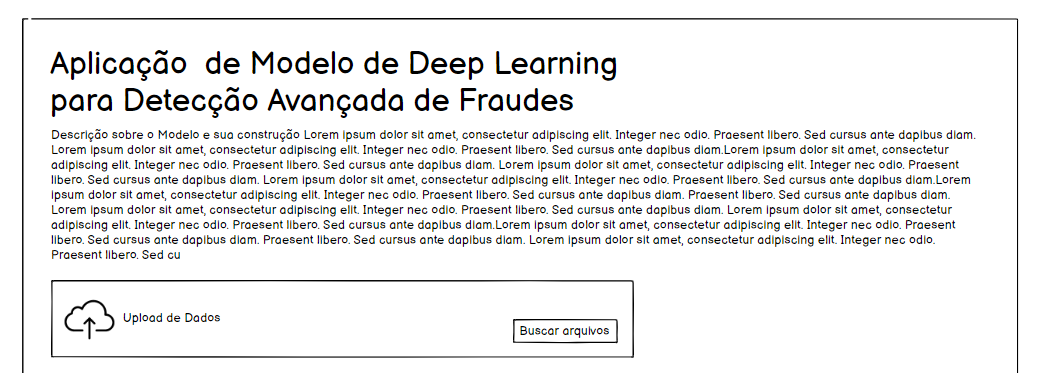 Aplicação de Modelo de Deep Learning
para Detecção Avançada de Fraudes
Descrição sobre o Modelo e sua construção Lorem ipsum dolor sit amet, consectetur adipiscing elit. Integer nec odio. Praesent libero. Sed cursus ante dapibus diam.
Lorem ipsum dolor sit amet, consectetur adipiscing elit. Integer nec odio. Praesent libero. Sed cursus ante dapibus diam.Lorem ipsum dolor sit amet, consectetur
adipiscing elit. Integer nec odio. Praesent libero. Sed cursus ante dapibus diam. Lorem ipsum dolor sit amet, consectetur adipiscing elit. Integer nec odio. Praesent
libero. Sed cursus ante dapibus diam. Lorem ipsum dolor sit amet, consectetur adipiscing elit. Integer nec odio. Praesent libero. Sed cursus ante dapibus diam.Lorem
ipsum dolor sit amet, consectetur adipiscing elit. Integer nec odio. Praesent libero. Sed cursus ante dapibus diam. Praesent libero. Sed cursus ante dapibus diam.
Lorem ipsum dolor sit amet, consectetur adipiscing elit. Integer nec odio. Praesent libero. Sed cursus ante dapibus diam. Lorem ipsum dolor sit amet, consectetur
adipiscing elit. Integer nec odio. Praesent libero. Sed cursus ante dapibus diam.Lorem ipsum dolor sit amet, consectetur adipiscing elit. Integer nec odio. Praesent
libero. Sed cursus ante dapibus diam. Praesent libero. Sed cursus ante dapibus diam. Lorem ipsum dolor sit amet, consectetur adipiscing elit. Integer nec odio.
Praesent libero. Sed cu
Upload de Dados
Buscar arquivos